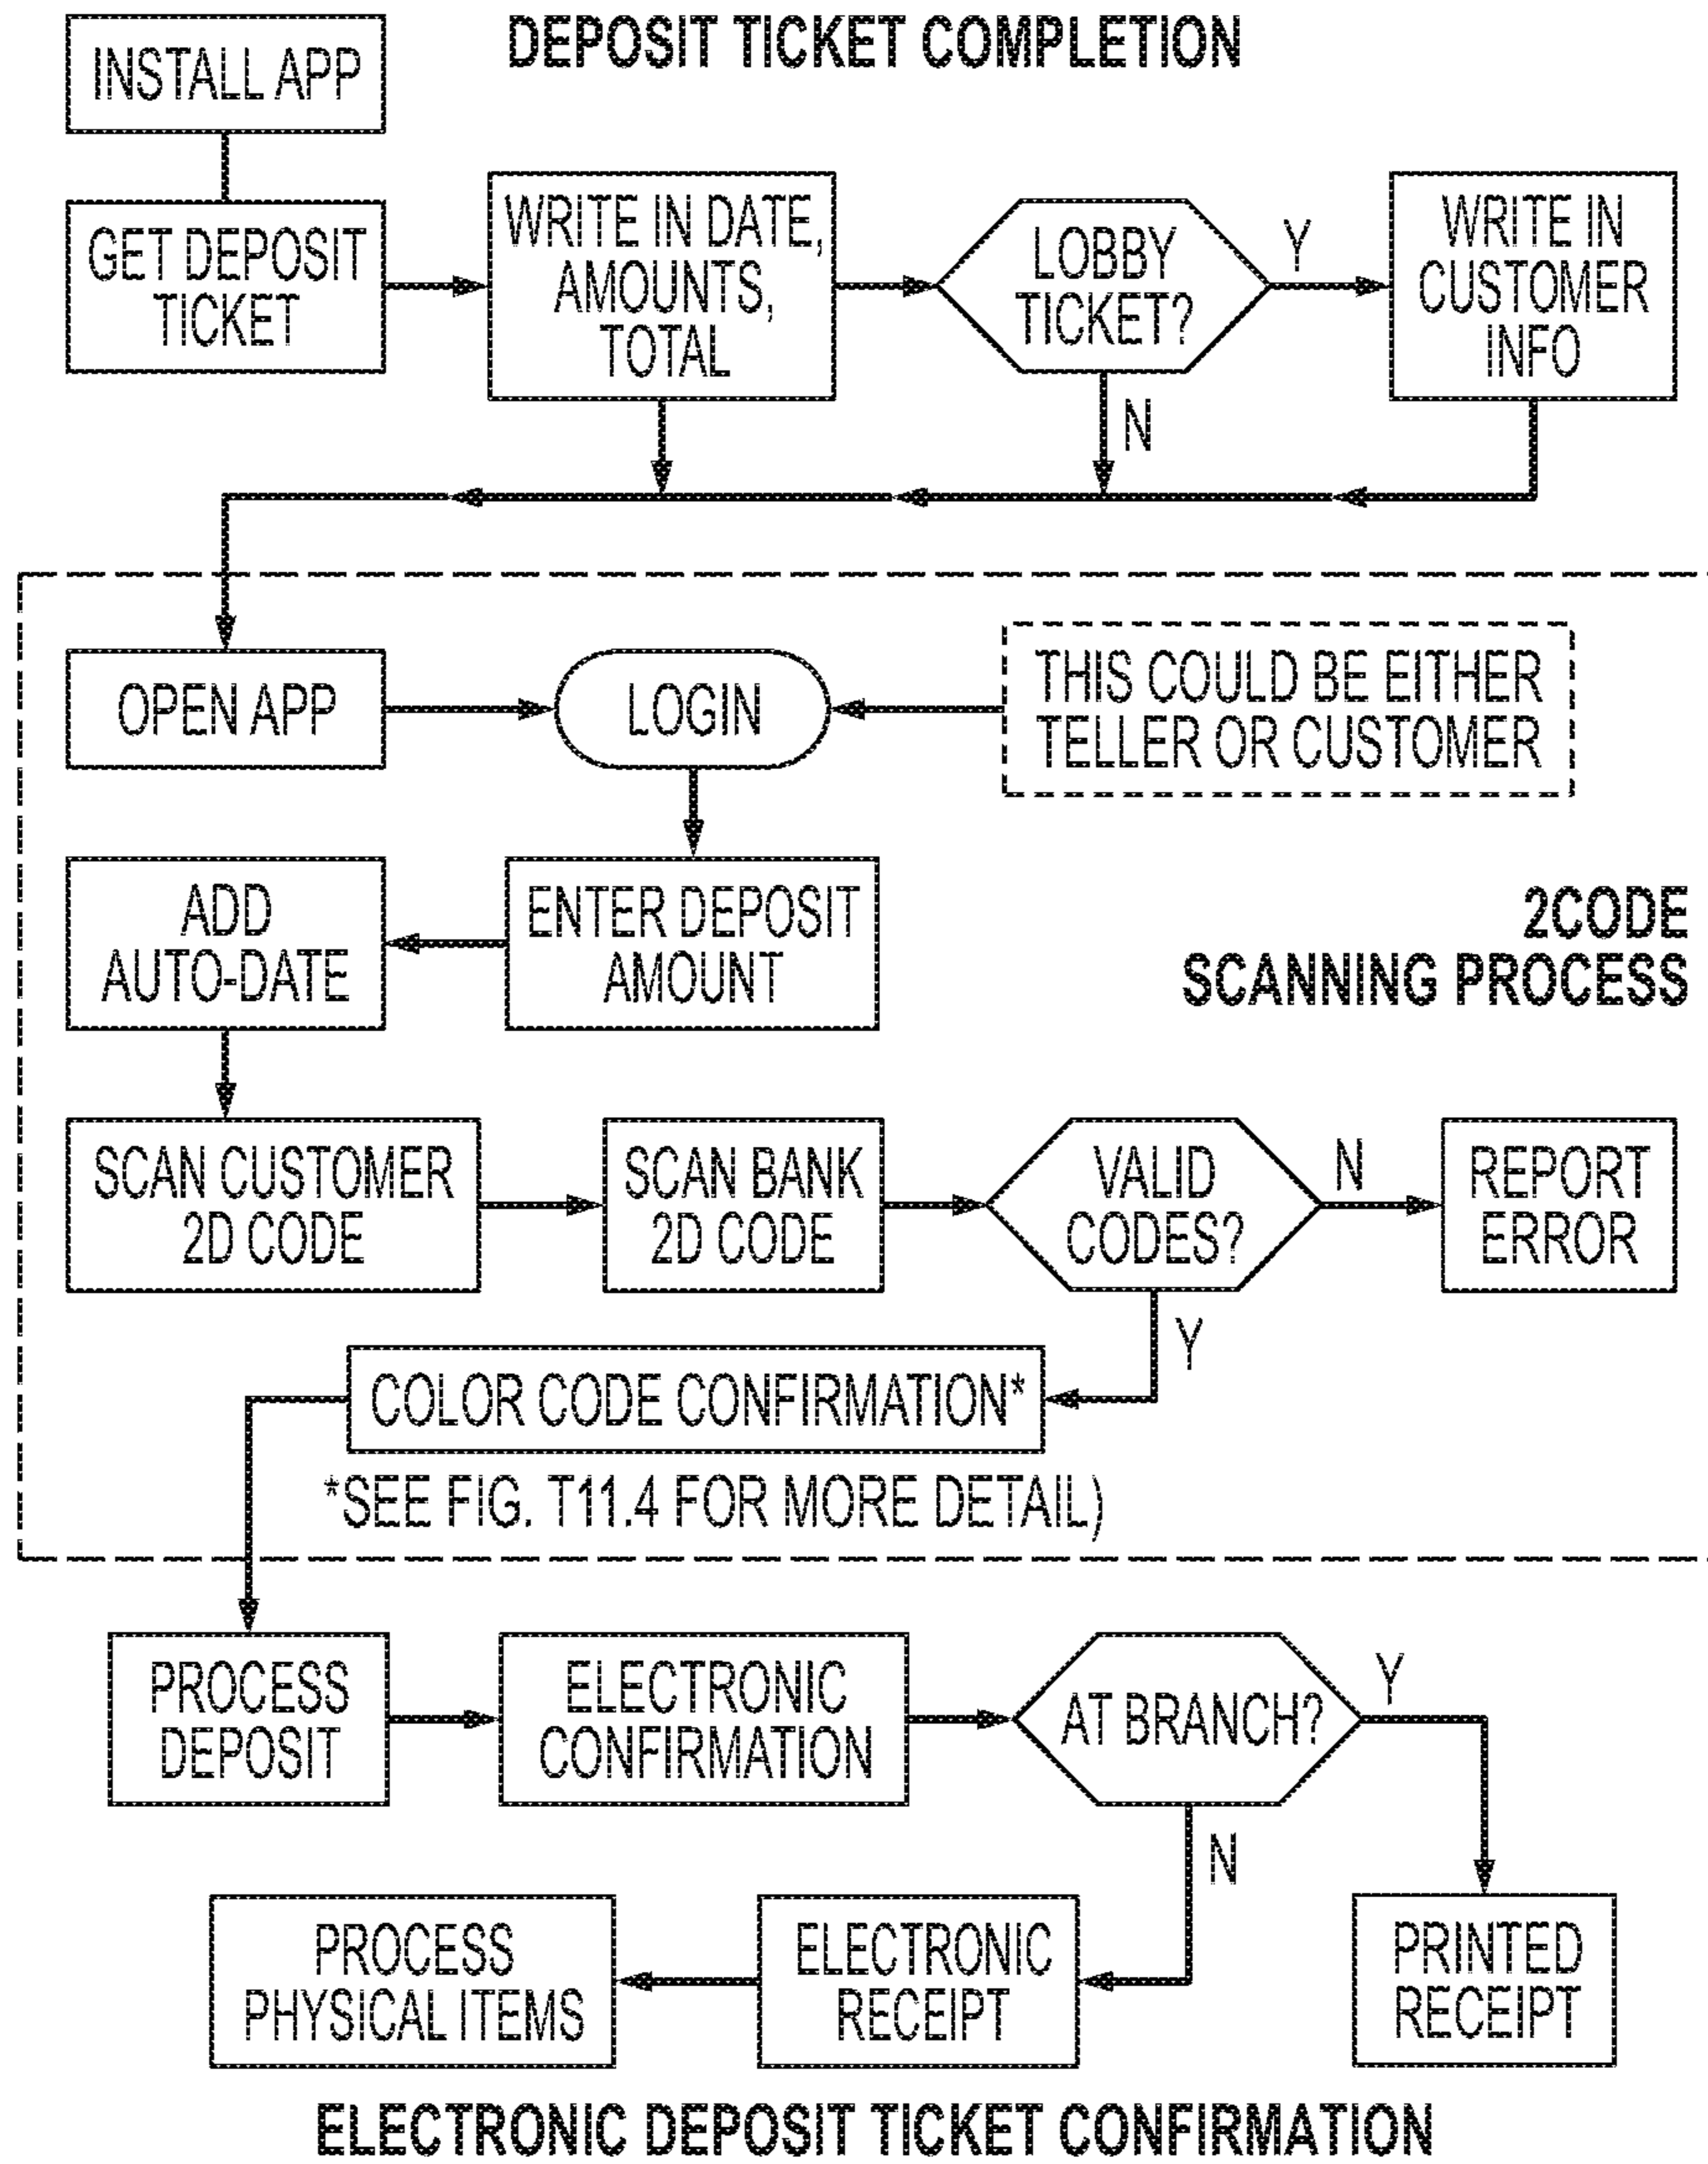 DEPOSIT TICKET COMPLETION
INSTALL APP
GET DEPOSIT
TICKET
WRITE IN DATE,
AMOUNTS,
TOTAL
LOBBY
TICKET?
Y
N
WRITE IN
CUSTOMER
INFO
OPEN APP
LOGIN
THIS COULD BE EITHER
TELLER OR CUSTOMER
ENTER DEPOSIT
AMOUNT
ADD
AUTO-DATE
2CODE
SCANNING PROCESS
SCAN CUSTOMER
2D CODE
SCAN BANK
2D CODE
VALID
CODES?
N
REPORT
ERROR
Y
COLOR CODE CONFIRMATION*
*SEE FIG. T11.4 FOR MORE DETAIL)
PROCESS
DEPOSIT
ELECTRONIC
CONFIRMATION
AT BRANCH?
Y
N
PRINTED
RECEIPT
ELECTRONIC
RECEIPT
PROCESS
PHYSICAL ITEMS
ELECTRONIC DEPOSIT TICKET CONFIRMATION